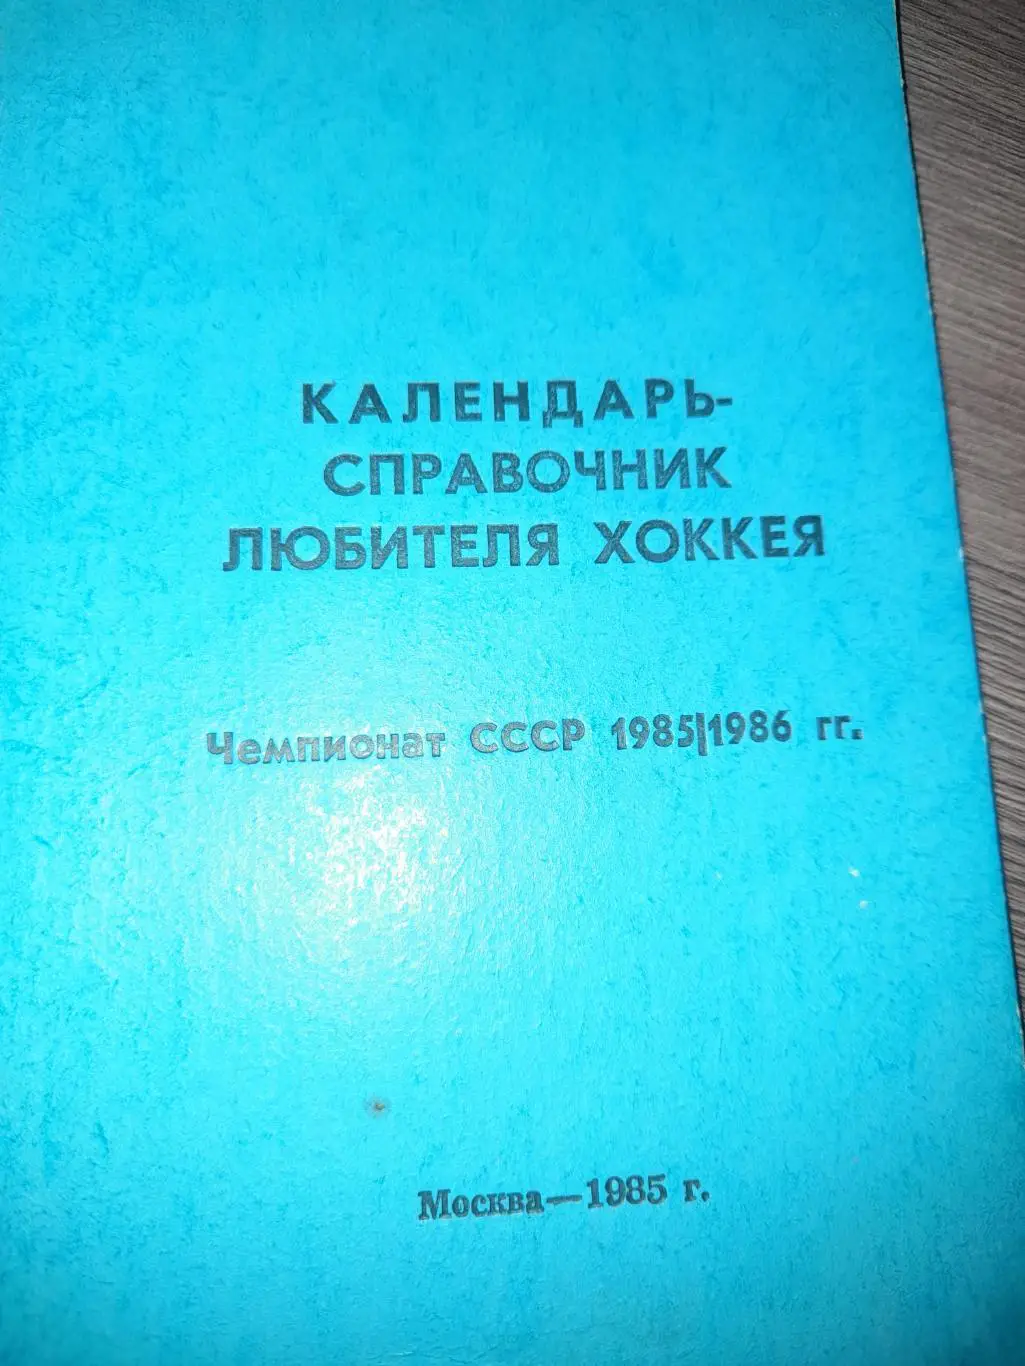 КАЛЕНДАРЬ-
СПРАВОЧНИК
ЛЮБИТЕЛЯ ХОККЕЯ
Чемпионат СССР 1985|1986 гг.
Москва—1985 г.